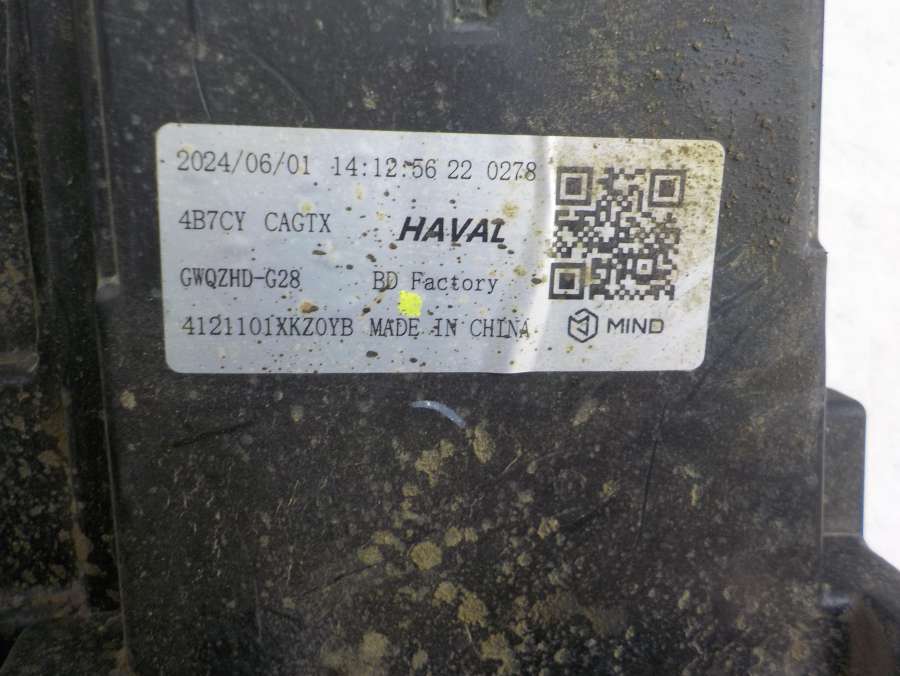 2024/06/01 14:12:56 22 0278
4B7CY CAGTX HAVAL
GWQZHD-G28 BD Factory
4121101XKZ0YB MADE IN CHINA MIND